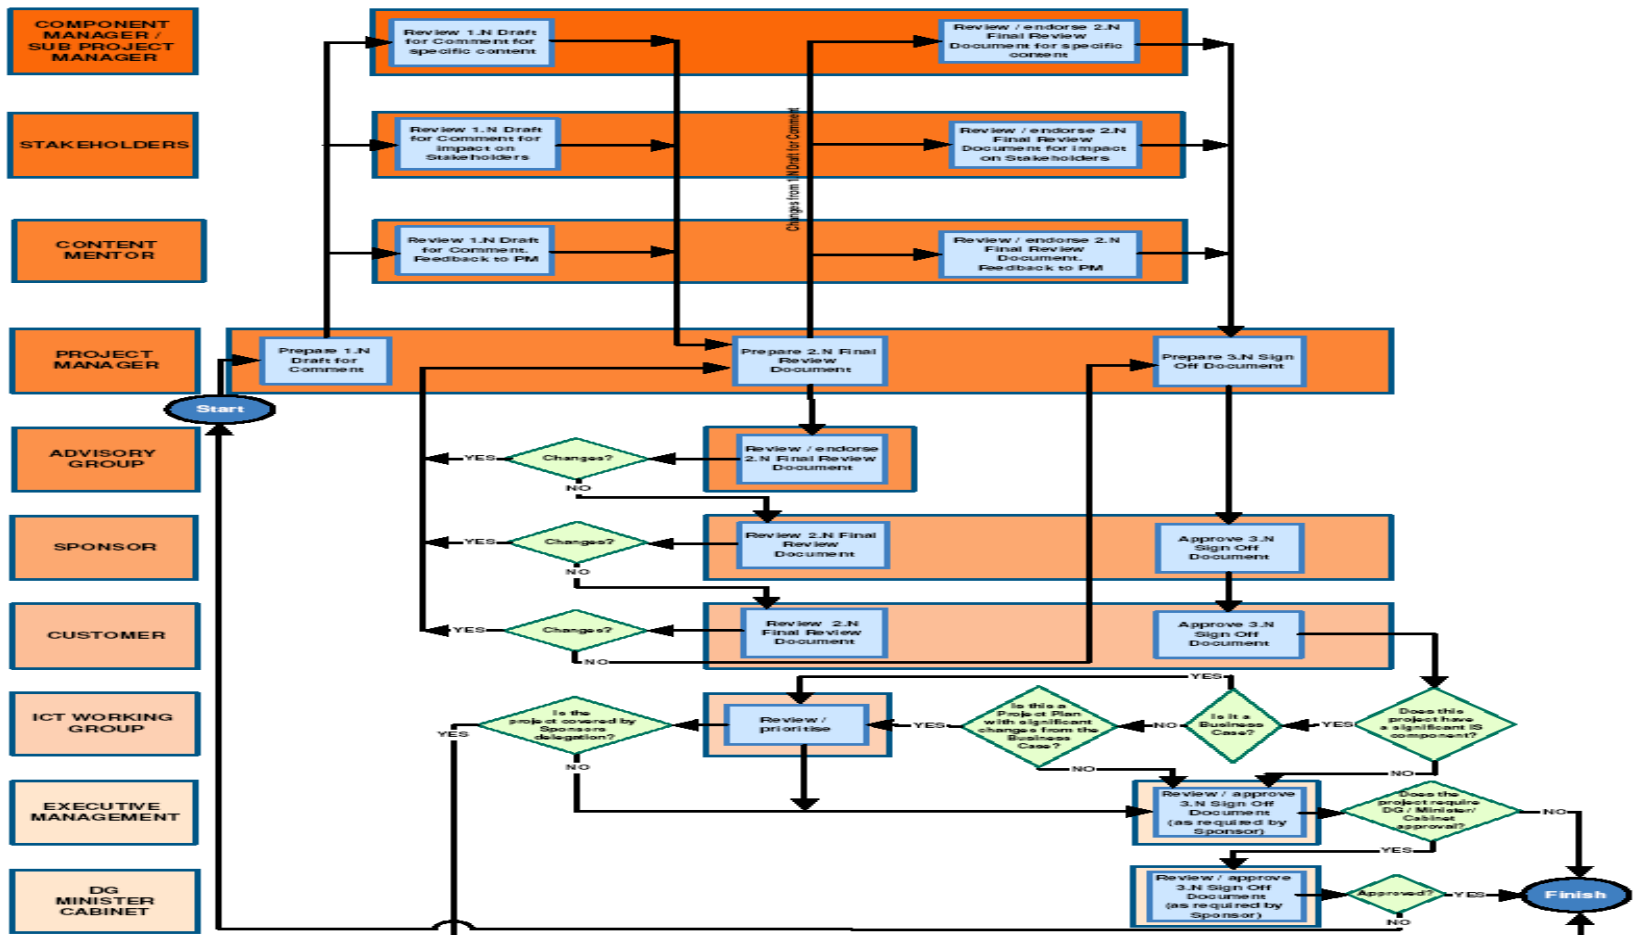 COMPONENT
MANAGER /
SUB PROJECT
MANAGER
Review 1.N Draft
for Comment for
specific content
Review / endorse 2.N
Final Review
Document for specific
content
STAKEHOLDERS
Review 1.N Draft
for Comment for
impact on
Stakeholders
Changes from 1.N Draft for Comment
Review / endorse 2.N
Final Review
Document for impact
on Stakeholders
CONTENT
MENTOR
Review 1.N Draft
for Comment.
Feedback to PM
Review / endorse 2.N
Final Review
Document.
Feedback to PM
PROJECT
MANAGER
Prepare 1.N
Draft for
Comment
Prepare 2.N Final
Review
Document
Prepare 3.N Sign
Off Document
Start
ADVISORY
GROUP
YES
Changes?
NO
Review / endorse
2.N Final Review
Document
SPONSOR
YES
Changes?
NO
Review 2.N Final
Review
Document
Approve 3.N
Sign Off
Document
CUSTOMER
YES
Changes?
NO
Review 2.N
Final Review
Document
Approve 3.N
Sign Off
Document
ICT WORKING
GROUP
YES
Is the
project covered by
Sponsors
delegation?
NO
Review /
prioritise
YES
YES
Is this a
Project Plan
with significant
changes from the
Business
Case?
NO
NO
Is it a
Business
Case?
YES
Does this
project have
a significant IS
component?
NO
EXECUTIVE
MANAGEMENT
Review / approve
3.N Sign Off
Document
(as required by
Sponsor)
Does the
project require
DG / Minister/
Cabinet
approval?
NO
YES
DG
MINISTER
CABINET
Review / approve
3.N Sign Off
Document
(as required by
Sponsor)
Approved?
YES
NO
Finish